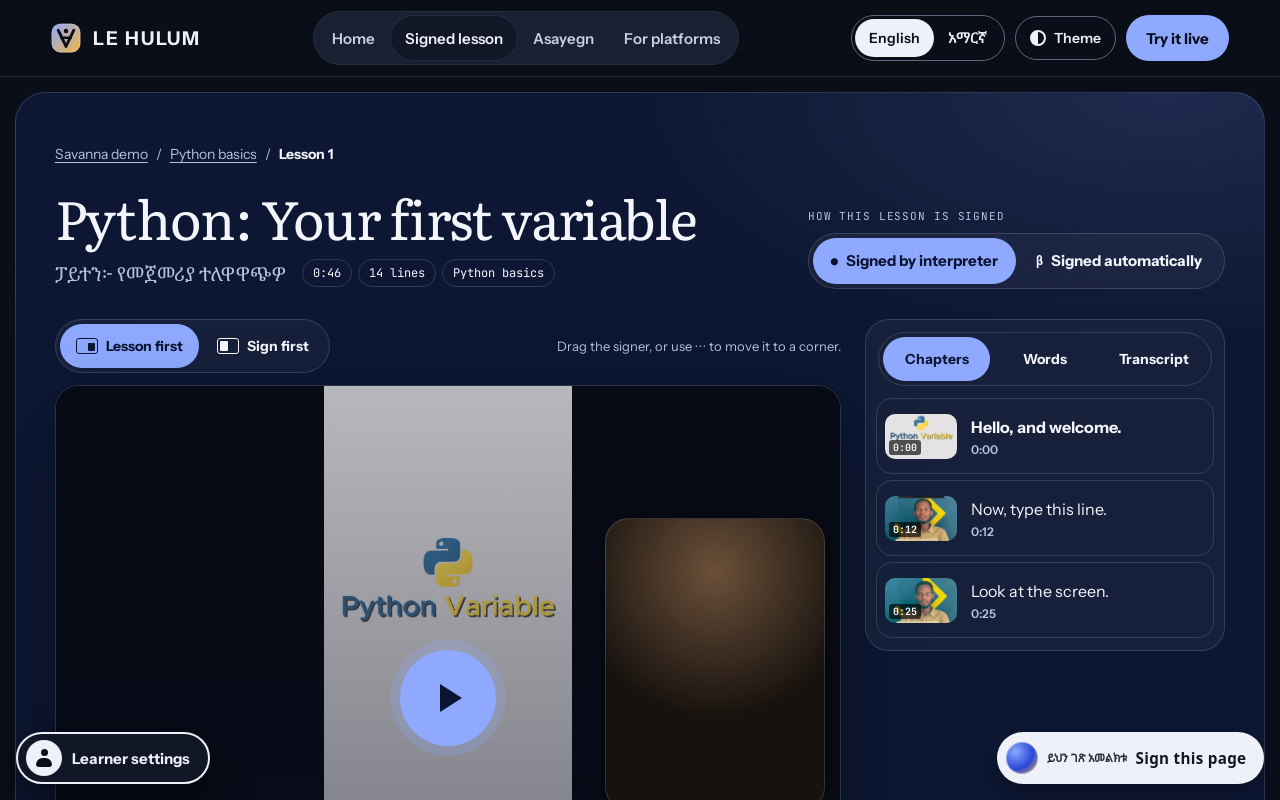 LE HULUM
Home
Signed lesson
Asayegn
For platforms
English
አማርኛ
Theme
Try it live
Savanna demo / Python basics / Lesson 1
Python: Your first variable
ፓይተን፦ የመጀመሪያ ተለዋዋጭዎ
0:46
14 lines
Python basics
HOW THIS LESSON IS SIGNED
Signed by interpreter
β Signed automatically
Lesson first
Sign first
Drag the signer, or use ⋯ to move it to a corner.
Python Variable
Chapters
Words
Transcript
Python Variable
0:00
Hello, and welcome.
0:00
0:12
Now, type this line.
0:12
0:25
Look at the screen.
0:25
Learner settings
ይህን ገጽ አመልክቱ Sign this page